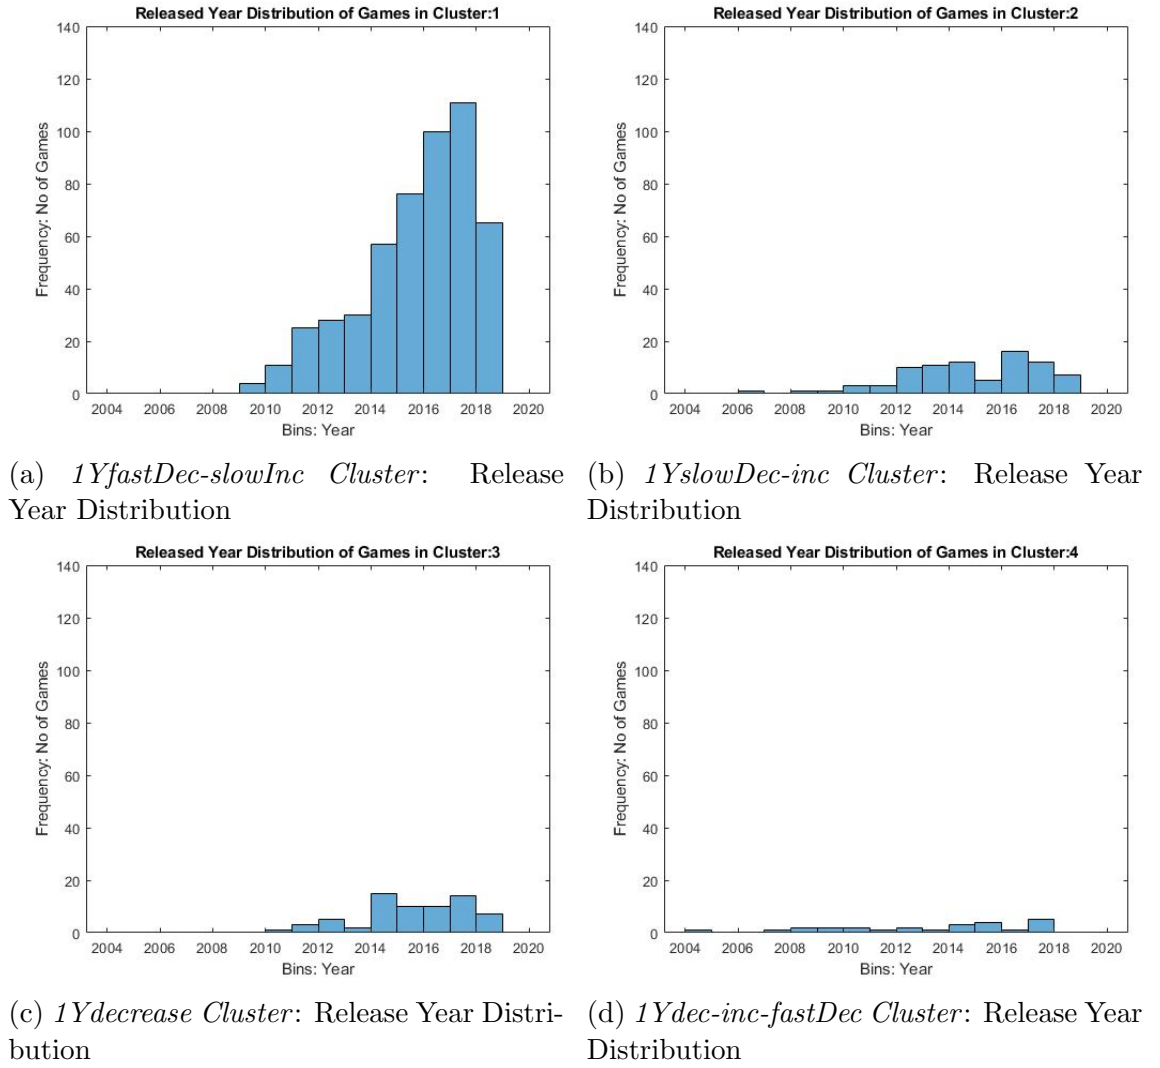 Released Year Distribution of Games in Cluster:1
140
120
100
80
60
40
20
0
Frequency: No of Games
2004 2006 2008 2010 2012 2014 2016 2018 2020
Bins: Year
(a) 1YfastDec-slowInc Cluster: Release
Year Distribution
Released Year Distribution of Games in Cluster:2
140
120
100
80
60
40
20
0
Frequency: No of Games
2004 2006 2008 2010 2012 2014 2016 2018 2020
Bins: Year
(b) 1YslowDec-inc Cluster: Release Year
Distribution
Released Year Distribution of Games in Cluster:3
140
120
100
80
60
40
20
0
Frequency: No of Games
2004 2006 2008 2010 2012 2014 2016 2018 2020
Bins: Year
(c) 1Ydecrease Cluster: Release Year Distri-
bution
Released Year Distribution of Games in Cluster:4
140
120
100
80
60
40
20
0
Frequency: No of Games
2004 2006 2008 2010 2012 2014 2016 2018 2020
Bins: Year
(d) 1Ydec-inc-fastDec Cluster: Release Year
Distribution